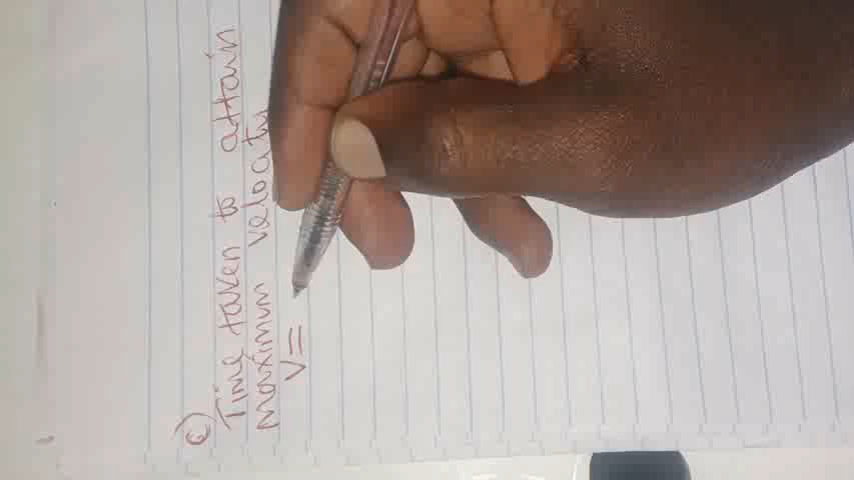 c)
Time taken to attain
maximum velocity
V=